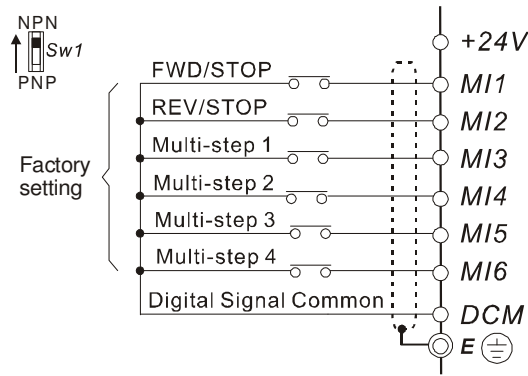 NPN
Sw1
PNP
+24V
FWD/STOP
MI1
REV/STOP
MI2
Multi-step 1
MI3
Factory
setting
Multi-step 2
MI4
Multi-step 3
MI5
Multi-step 4
MI6
Digital Signal Common
DCM
E